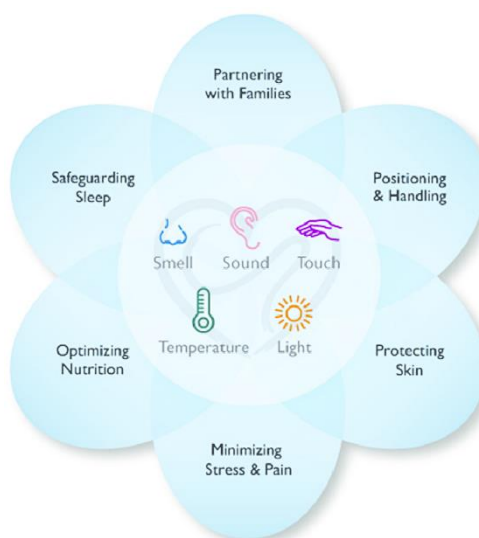 Partnering
with Families
Safeguarding
Sleep
Positioning
& Handling
Smell
Sound
Touch
Temperature
Light
Optimizing
Nutrition
Protecting
Skin
Minimizing
Stress & Pain